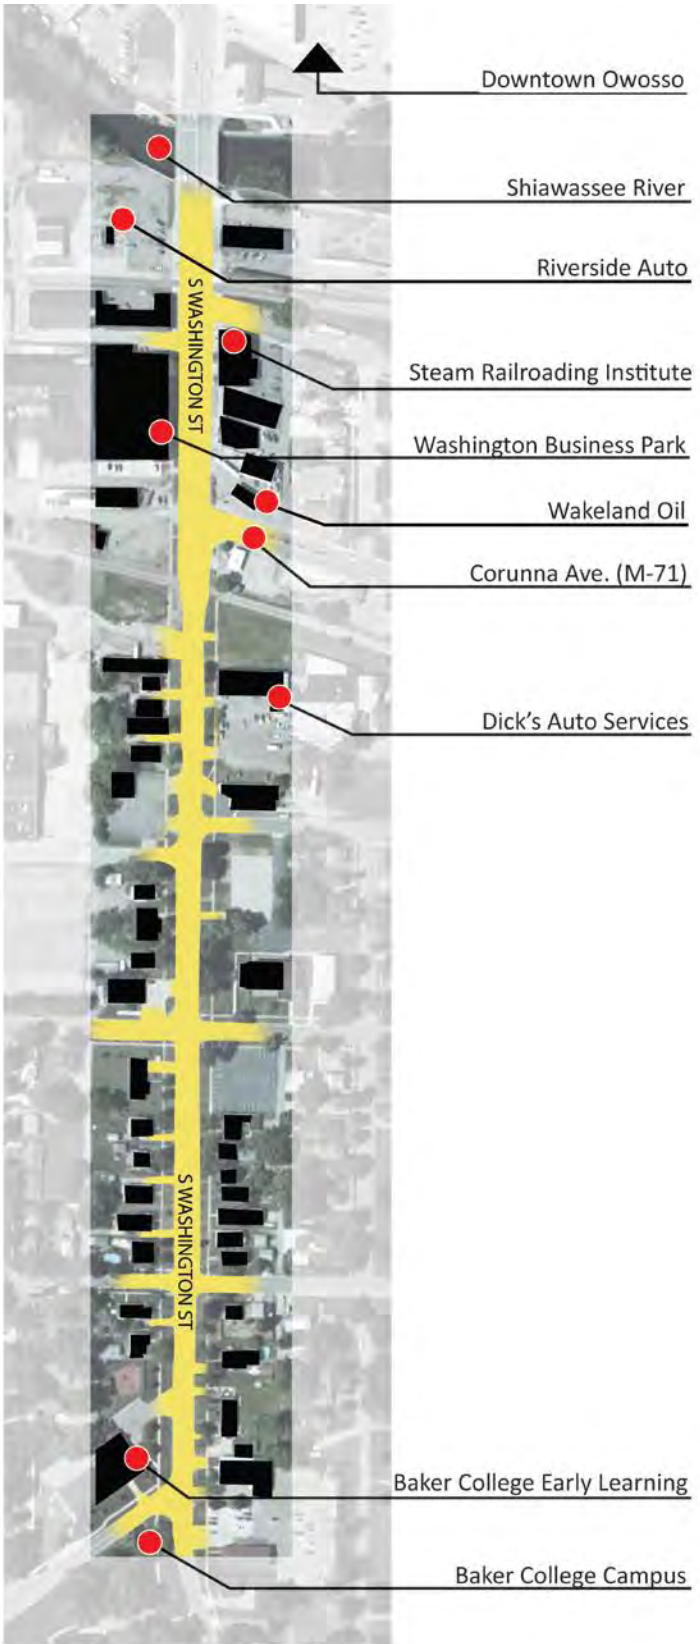 Downtown Owosso
Shiawassee River
Riverside Auto
S WASHINGTON ST
Steam Railroading Institute
Washington Business Park
Wakeland Oil
Corunna Ave. (M-71)
Dick's Auto Services
S WASHINGTON ST
Baker College Early Learning
Baker College Campus